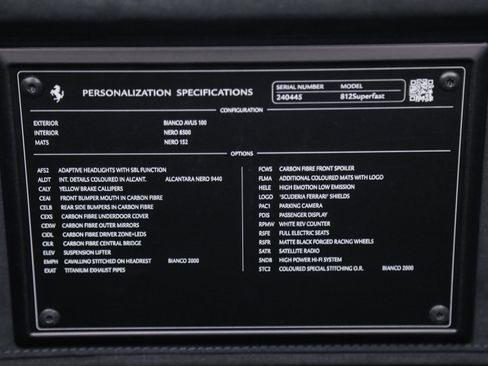 PERSONALIZATION SPECIFICATIONS
SERIAL NUMBER MODEL
240445 812Superfast
CONFIGURATION
EXTERIOR BIANCO AVUS 100
INTERIOR NERO 8500
MATS NERO 152
OPTIONS
AFS2 ADAPTIVE HEADLIGHTS WITH SBL FUNCTION
ALDT INT. DETAILS COLOURED IN ALCANT. ALCANTARA NERO 9440
CALY YELLOW BRAKE CALLIPERS
CEAI FRONT BUMPER MOUTH IN CARBON FIBRE
CELB REAR SIDE BUMPERS IN CARBON FIBRE
CEXS CARBON FIBRE UNDERDOOR COVER
CEXW CARBON FIBRE OUTER MIRRORS
CIDL CARBON FIBRE DRIVER ZONE+LEDS
CILR CARBON FIBRE CENTRAL BRIDGE
ELEV SUSPENSION LIFTER
EMPH CAVALLINO STITCHED ON HEADREST BIANCO 2000
EXAT TITANIUM EXHAUST PIPES
FCWS CARBON FIBRE FRONT SPOILER
FLMA ADDITIONAL COLOURED MATS WITH LOGO
HELE HIGH EMOTION LOW EMISSION
LOGO 'SCUDERIA FERRARI' SHIELDS
PAC1 PARKING CAMERA
PDIS PASSENGER DISPLAY
RPMW WHITE REV COUNTER
RSFE FULL ELECTRIC SEATS
RSFR MATTE BLACK FORGED RACING WHEELS
SATR SATELLITE RADIO
SNDB HIGH POWER HI-FI SYSTEM
STC2 COLOURED SPECIAL STITCHING O.R. BIANCO 2000